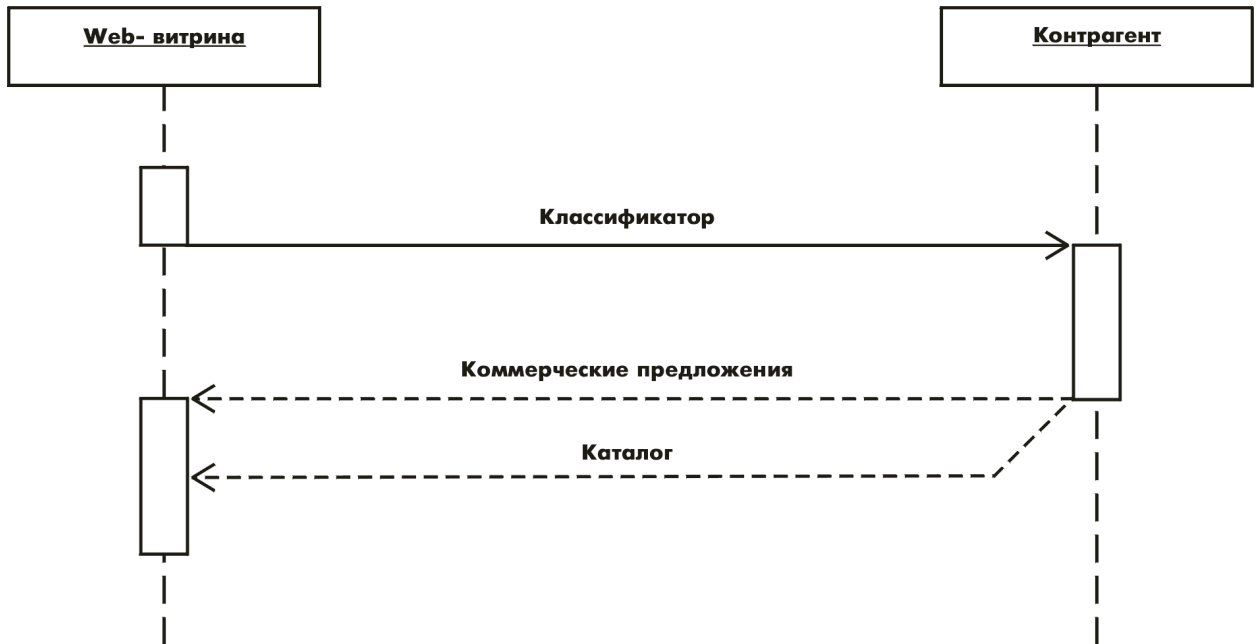 Web- витрина
Контрагент
Классификатор
Коммерческие предложения
Каталог